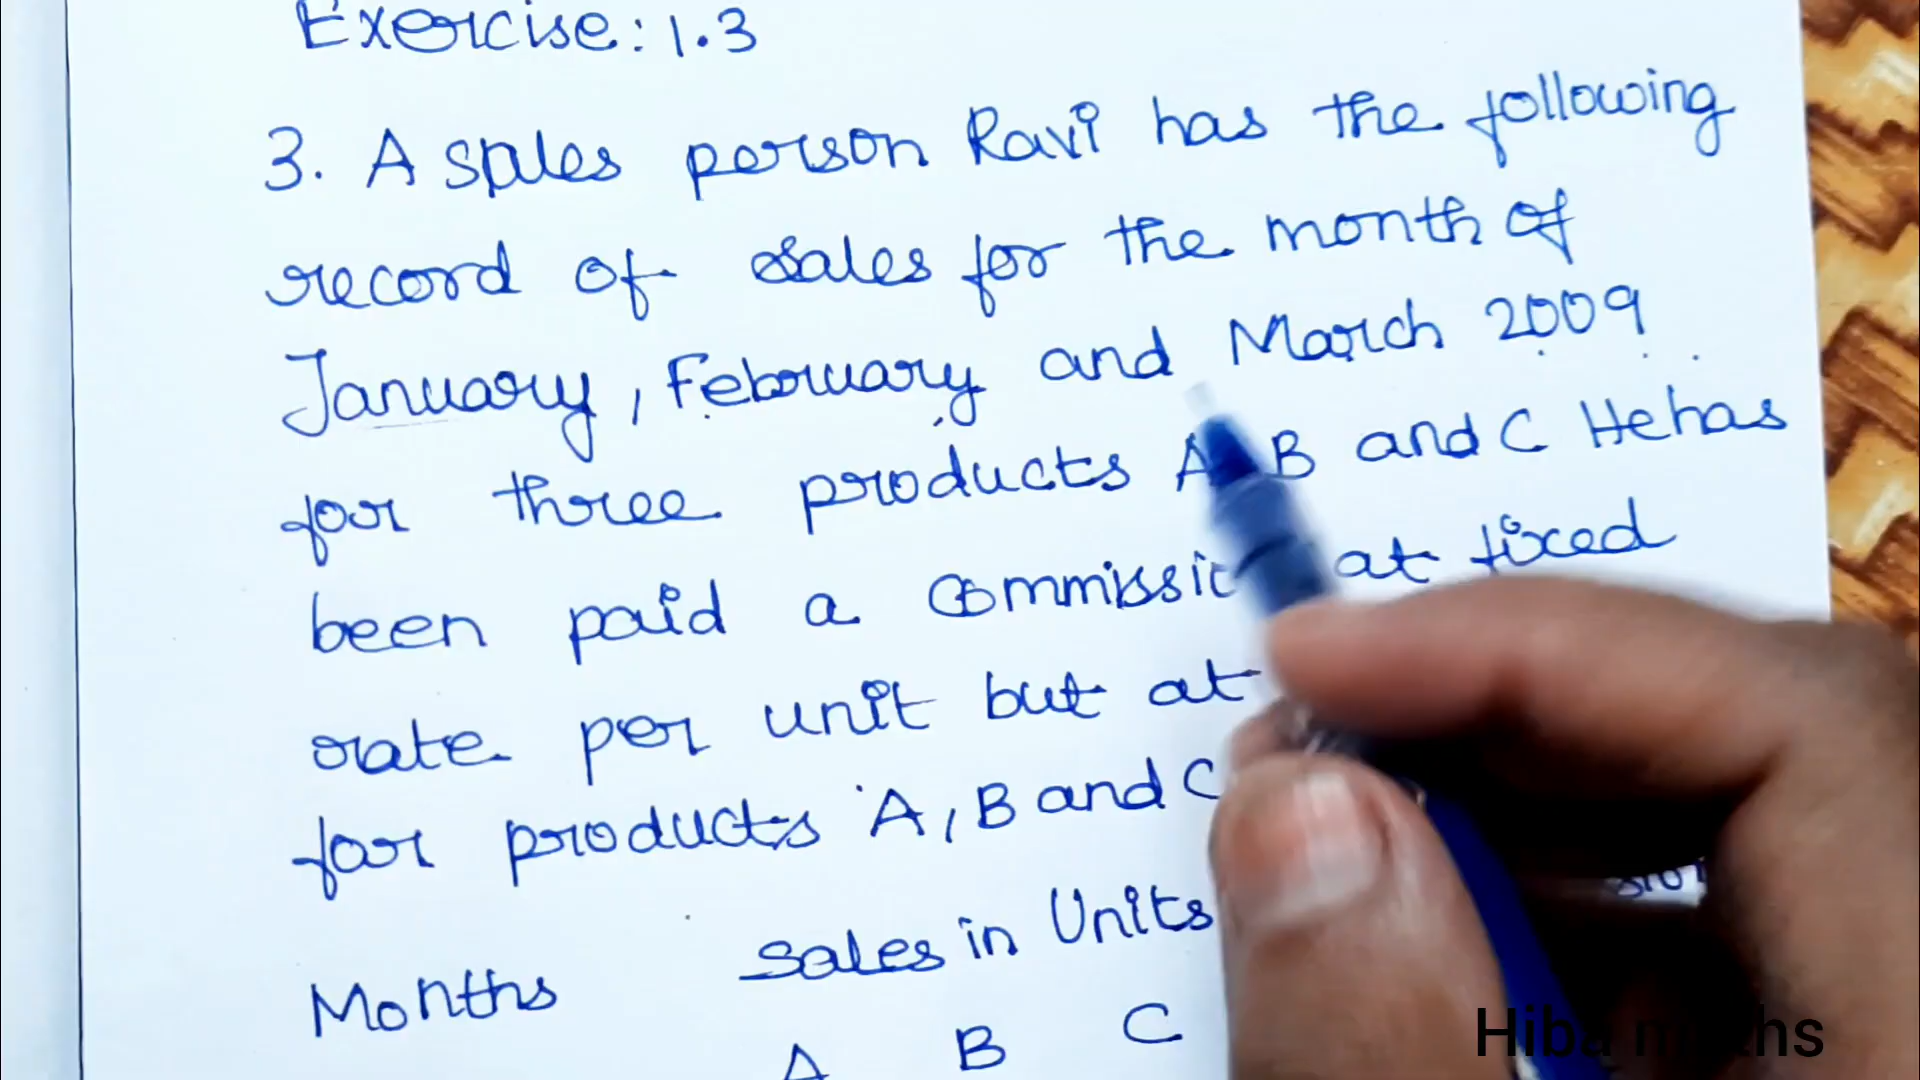 Exercise: 1.3
3. A sales person Ravi has the following
record of sales for the month of
January, February and March 2009
for three products A B and C He has
been paid a at fixed
rate per unit but at
for products A, B and C
Sales in Units
Months
A B C
Hiba maths